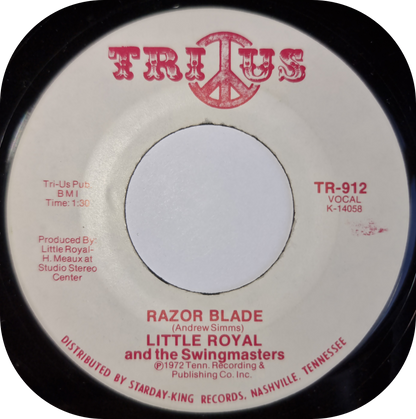 TRI US
Tri-Us Pub.
BMI
Time: 1:30
TR-912
VOCAL
K-14058
Produced By:
Little Royal-
H. Meaux at
Studio Stereo
Center
RAZOR BLADE
(Andrew Simms)
LITTLE ROYAL
and the Swingmasters
℗1972 Tenn. Recording &
Publishing Co. Inc.
DISTRIBUTED BY STARDAY-KING RECORDS, NASHVILLE, TENNESSEE